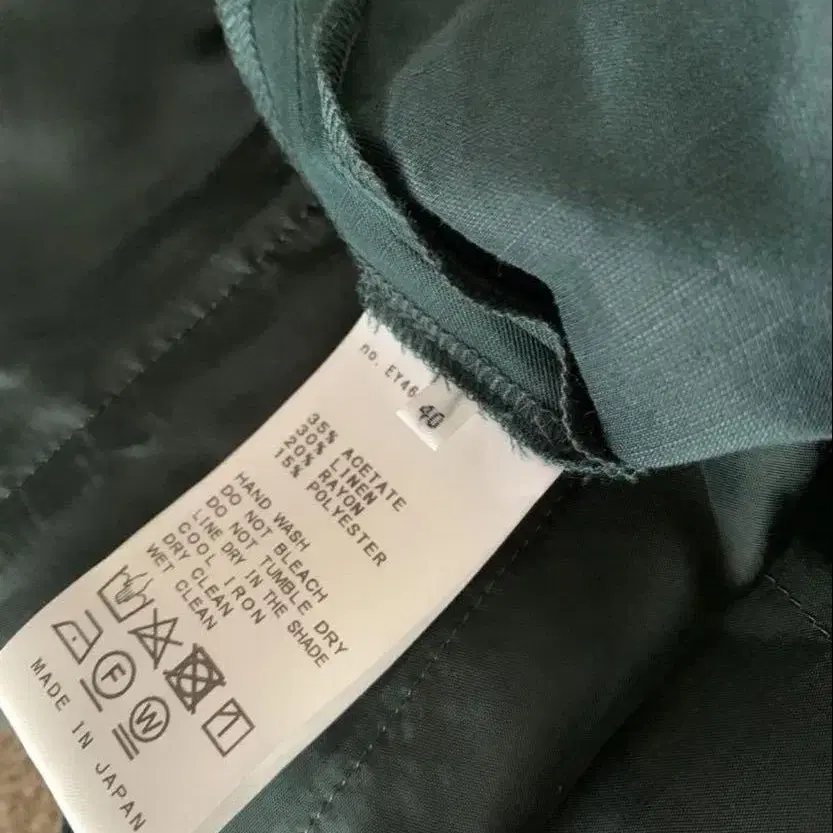 no. EY46
40
35% ACETATE
30% LINEN
20% RAYON
15% POLYESTER
HAND WASH
DO NOT BLEACH
DO NOT TUMBLE DRY
LINE DRY IN THE SHADE
COOL IRON
DRY CLEAN
WET CLEAN
F
W
MADE IN JAPAN